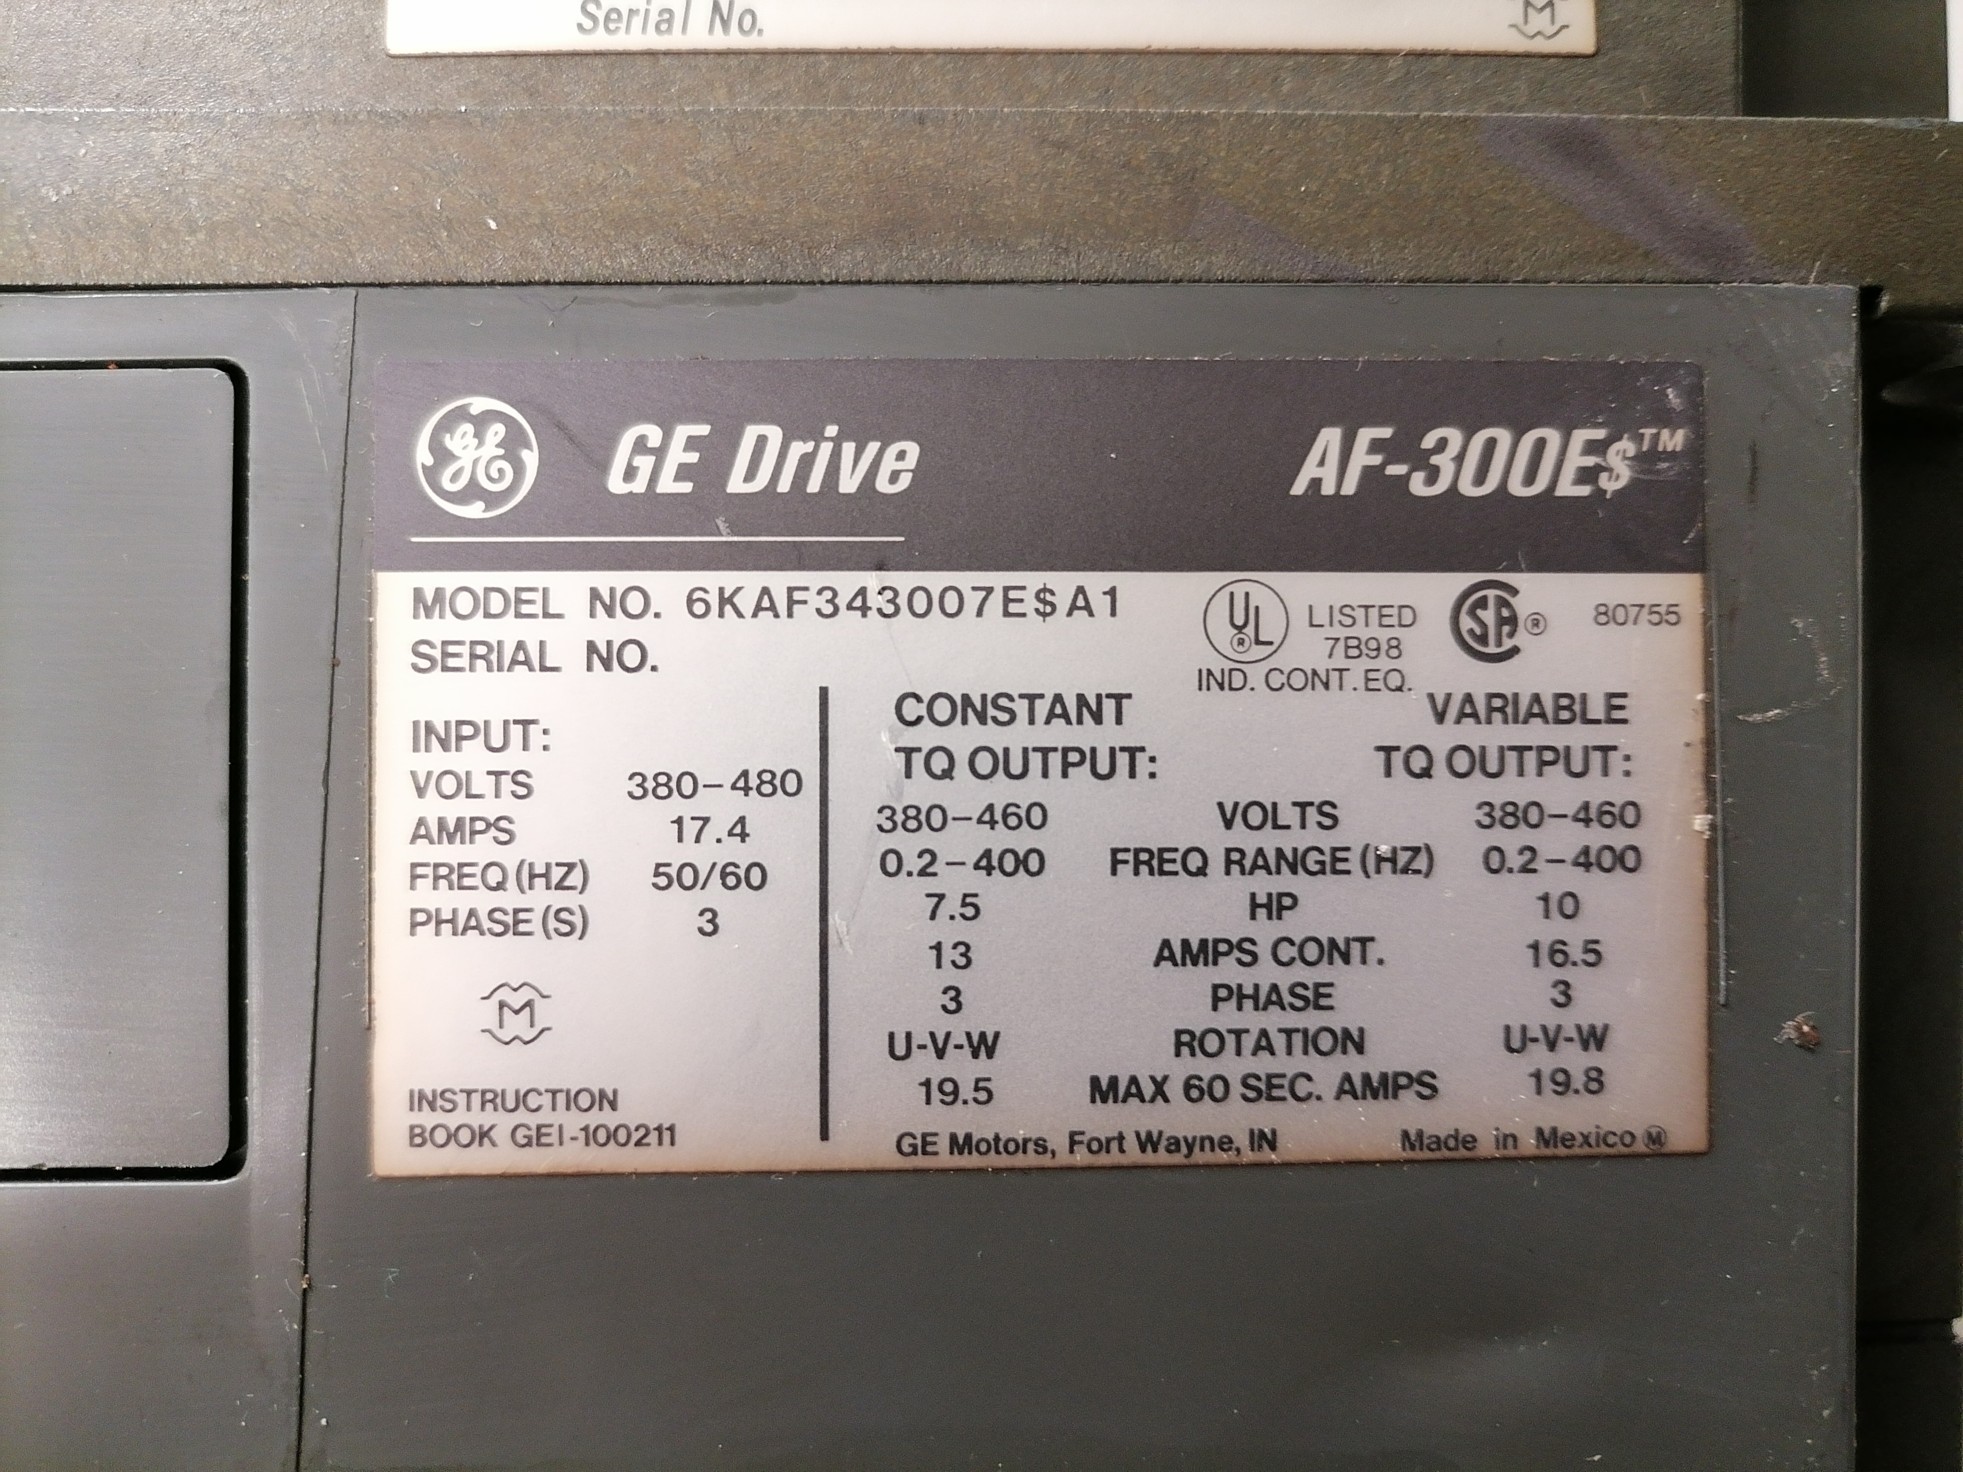 Serial No.
M
GE GE Drive AF-300E$™
MODEL NO. 6KAF343007E$A1
SERIAL NO.
UL ® LISTED
7B98
IND. CONT. EQ.
SA ® 80755
INPUT:
VOLTS 380-480
AMPS 17.4
FREQ (HZ) 50/60
PHASE (S) 3
M
INSTRUCTION
BOOK GEI-100211
CONSTANT VARIABLE
TQ OUTPUT: TQ OUTPUT:
380-460 VOLTS 380-460
0.2-400 FREQ RANGE (HZ) 0.2-400
7.5 HP 10
13 AMPS CONT. 16.5
3 PHASE 3
U-V-W ROTATION U-V-W
19.5 MAX 60 SEC. AMPS 19.8
GE Motors, Fort Wayne, IN Made in Mexico Ⓜ